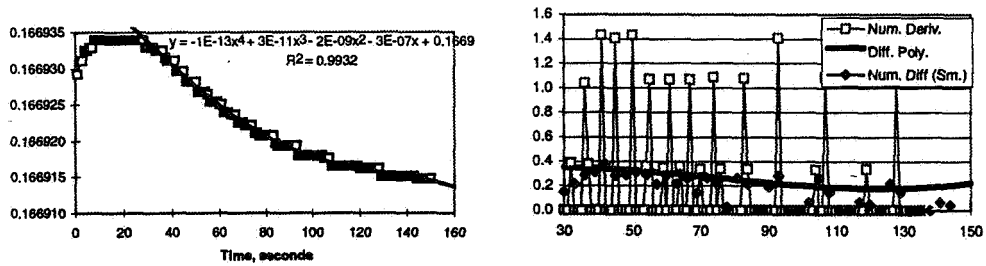 0.166935
0.166930
0.166925
0.166920
0.166915
0.166910
y = -1E-13x4 + 3E-11x3 - 2E-09x2 - 3E-07x + 0.1669
R2 = 0.9932
0 20 40 60 80 100 120 140 160
Time, seconds
1.6
1.4
1.2
1.0
0.8
0.6
0.4
0.2
0.0
Num. Deriv.
Diff. Poly.
Num. Diff (Sm.)
30 50 70 90 110 130 150